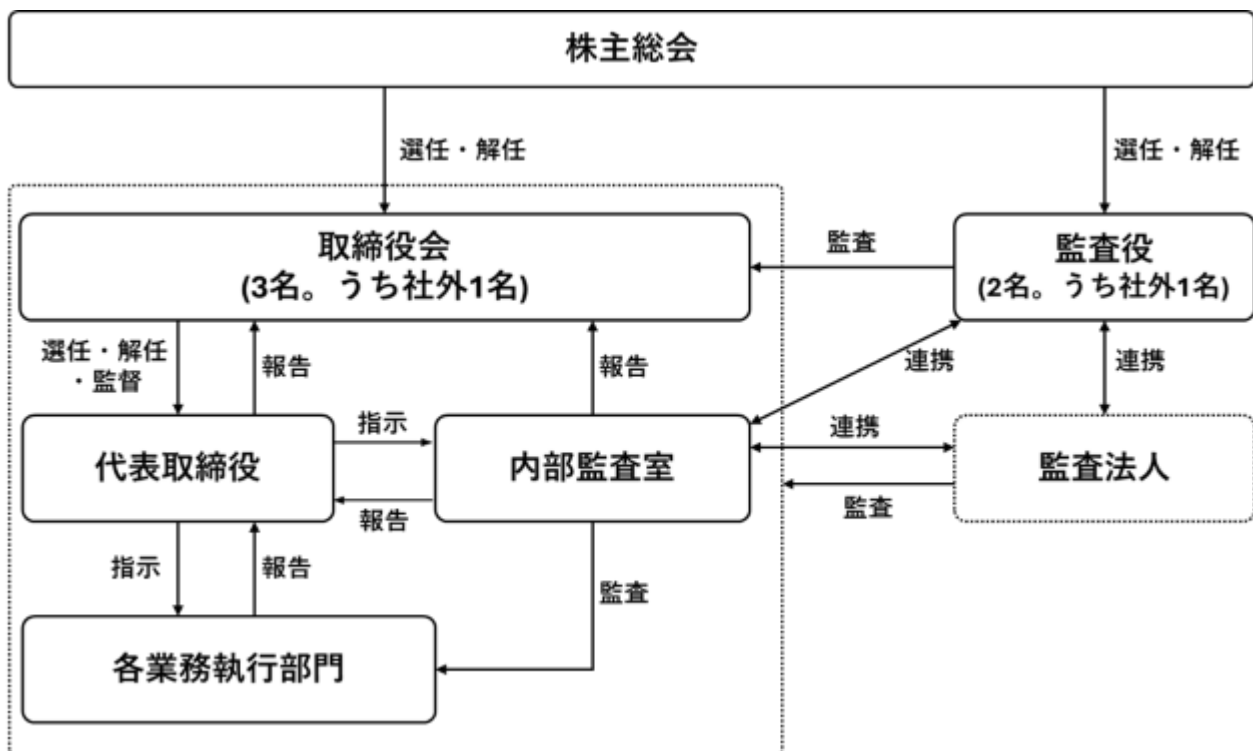 株主総会
選任・解任
選任・解任
取締役会
(3名。うち社外1名)
監査
監査役
(2名。うち社外1名)
選任・解任
・監督
報告
報告
連携
連携
代表取締役
指示
報告
内部監査室
連携
監査
監査法人
指示
報告
監査
各業務執行部門